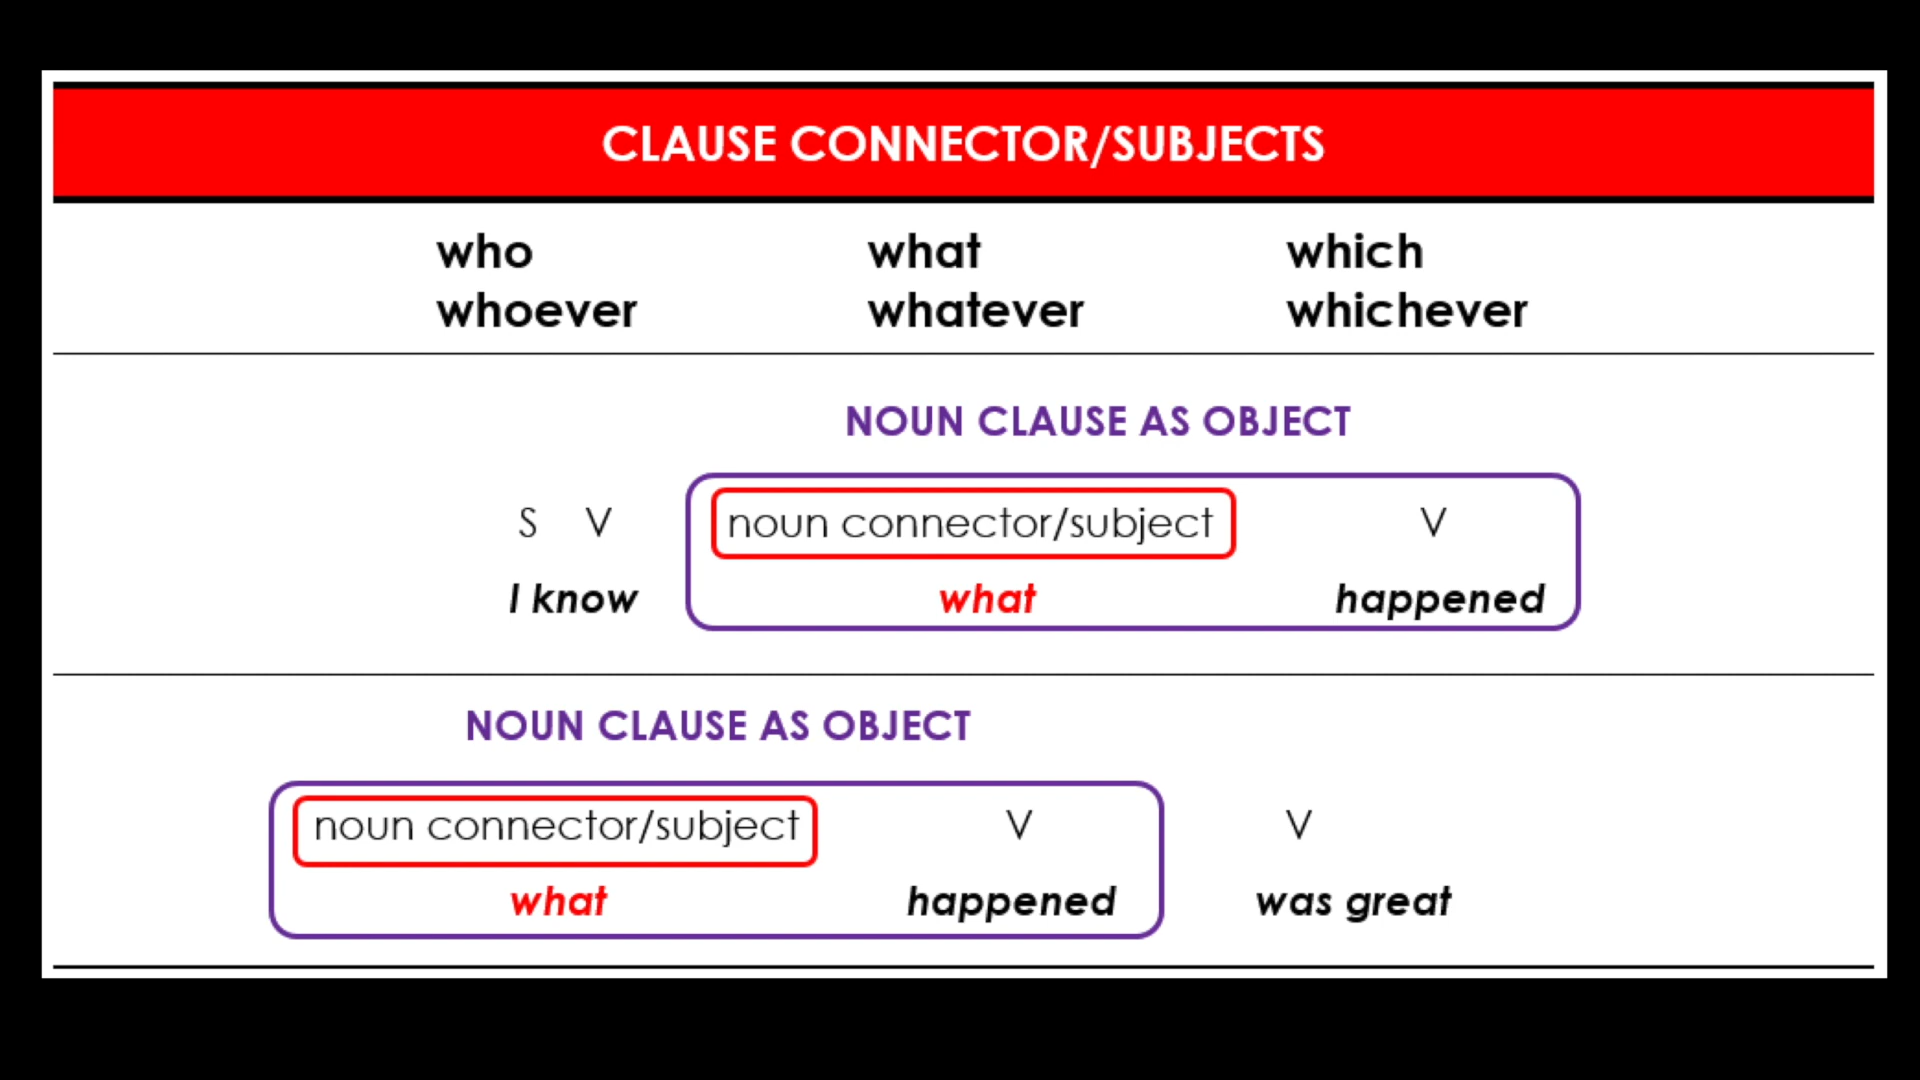 CLAUSE CONNECTOR/SUBJECTS
who what which
whoever whatever whichever
NOUN CLAUSE AS OBJECT
S V noun connector/subject V
I know what happened
NOUN CLAUSE AS OBJECT
noun connector/subject V V
what happened was great